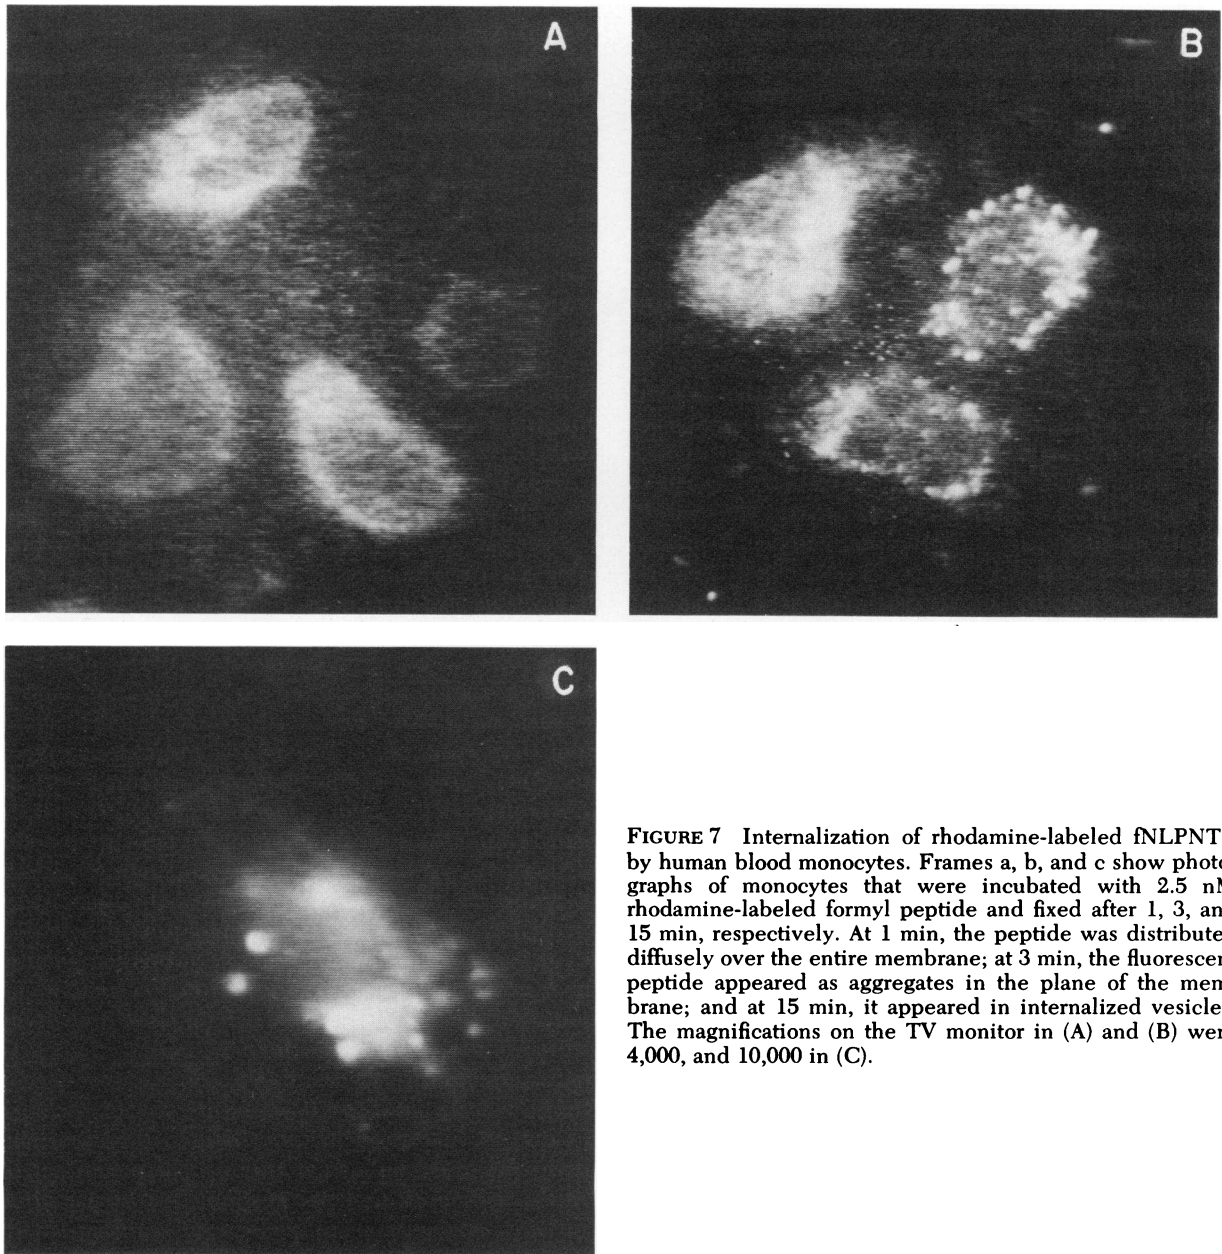 A
B
C
FIGURE 7 Internalization of rhodamine-labeled fNLPNT
by human blood monocytes. Frames a, b, and c show photo
graphs of monocytes that were incubated with 2.5 nM
rhodamine-labeled formyl peptide and fixed after 1, 3, an
15 min, respectively. At 1 min, the peptide was distribute
diffusely over the entire membrane; at 3 min, the fluorescen
peptide appeared as aggregates in the plane of the mem
brane; and at 15 min, it appeared in internalized vesicle
The magnifications on the TV monitor in (A) and (B) wer
4,000, and 10,000 in (C).